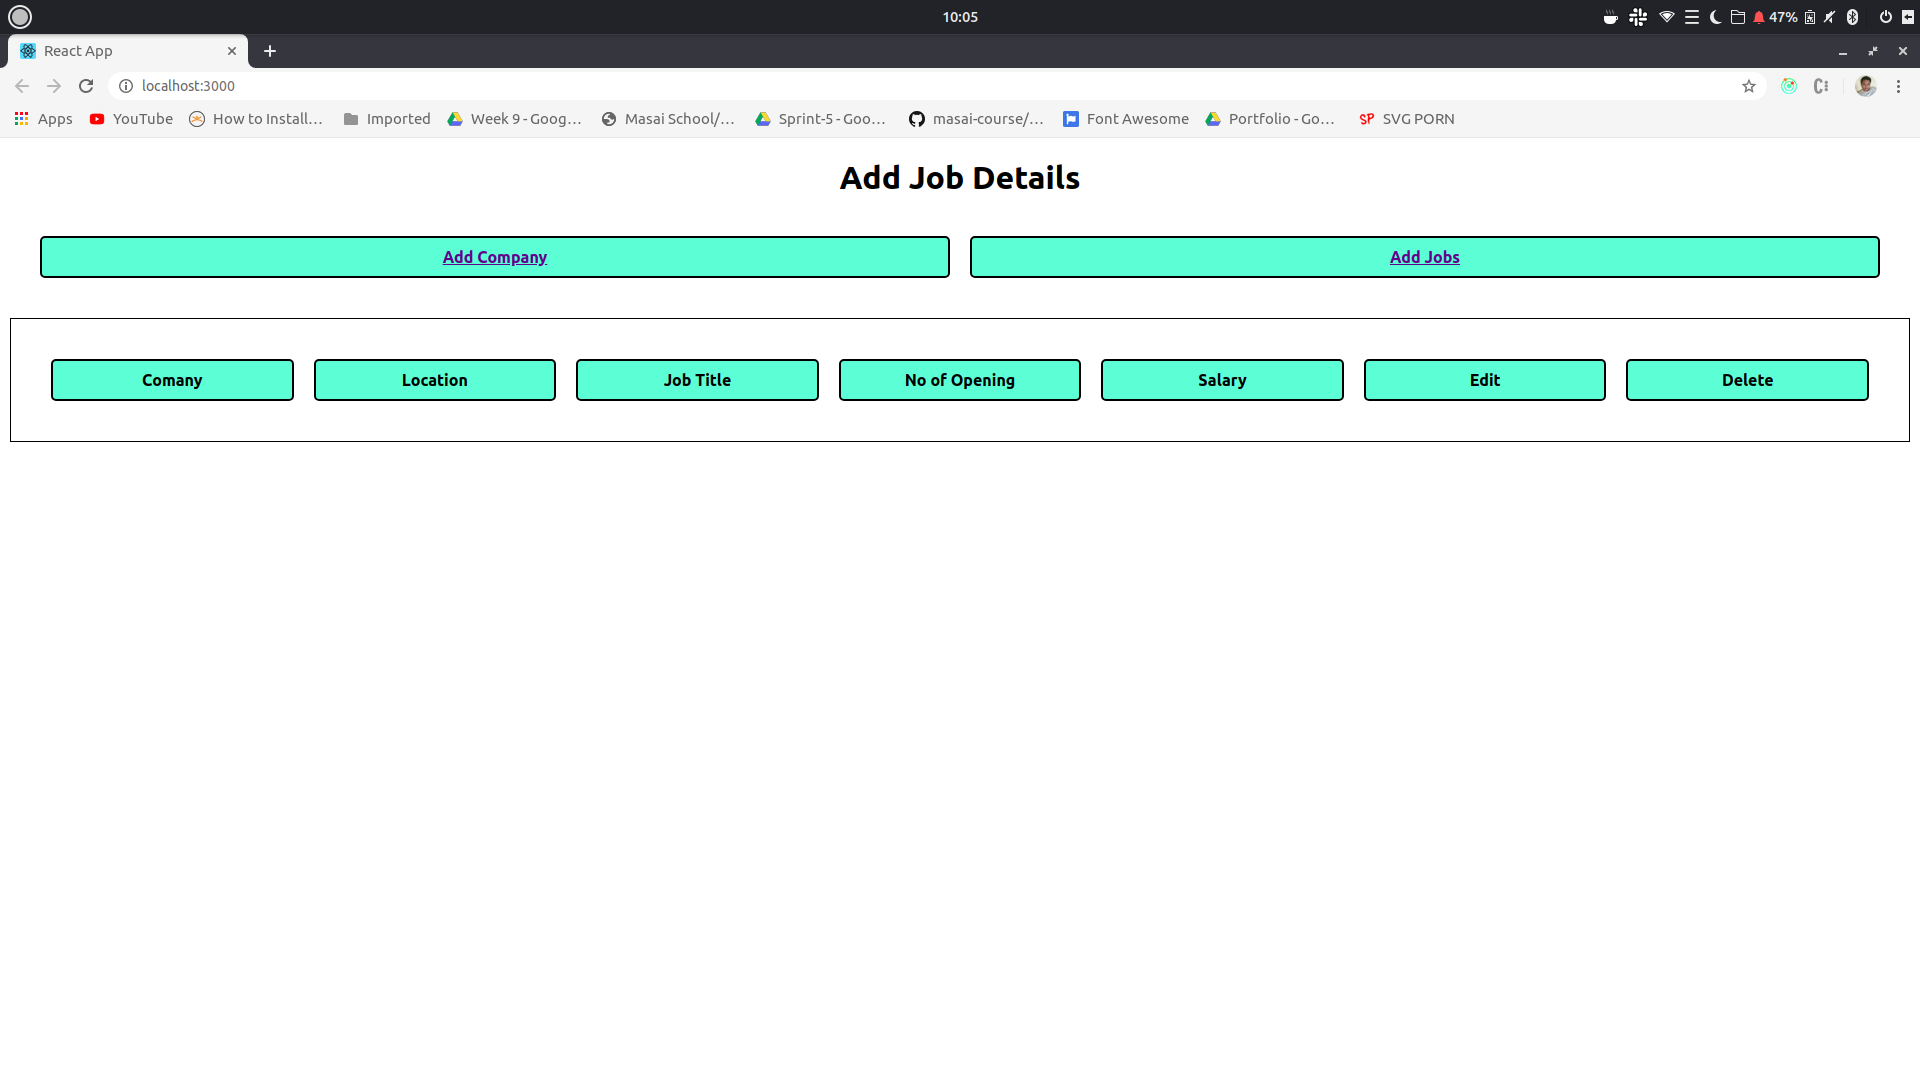 10:05
47%
React App
localhost:3000
Apps YouTube How to Install... Imported Week 9 - Goog... Masai School/... Sprint-5 - Goo... masai-course/... Font Awesome Portfolio - Go... SP SVG PORN
Add Job Details
Add Company Add Jobs
Comany Location Job Title No of Opening Salary Edit Delete